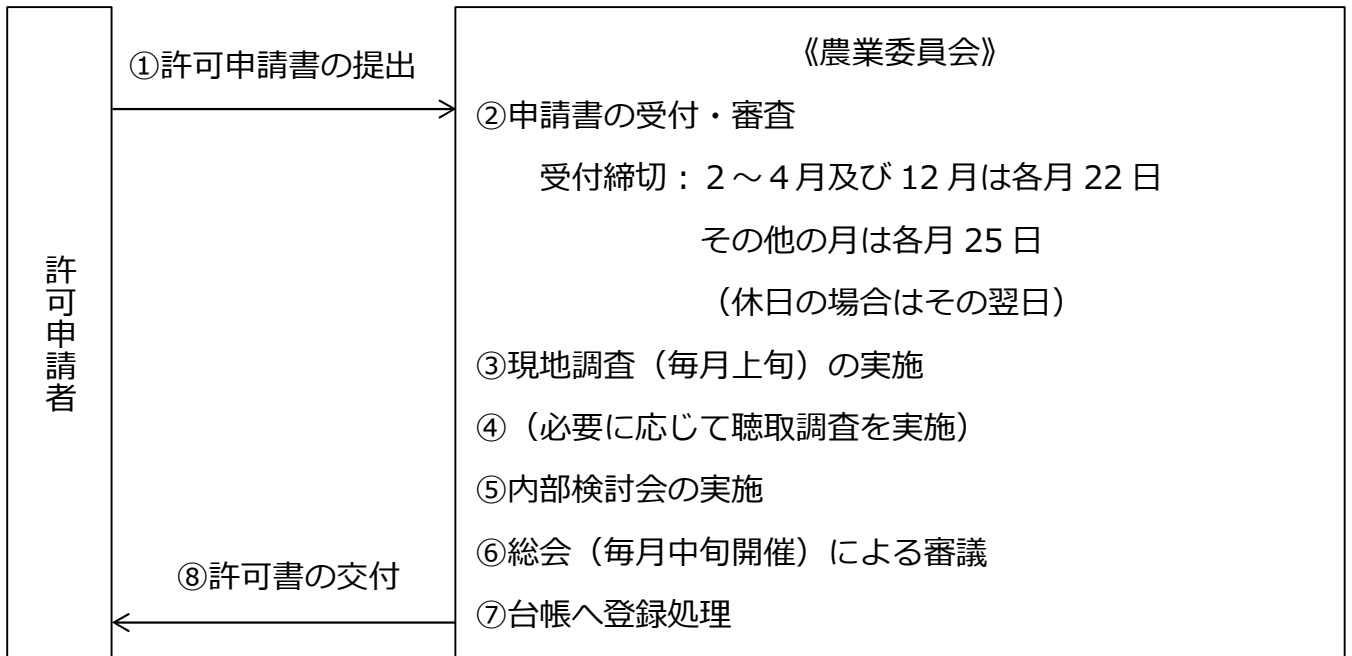 許可申請者
①許可申請書の提出
《農業委員会》
②申請書の受付・審査
受付締切：２～４月及び 12 月は各月 22 日
その他の月は各月 25 日
（休日の場合はその翌日）
③現地調査（毎月上旬）の実施
④（必要に応じて聴取調査を実施）
⑤内部検討会の実施
⑥総会（毎月中旬開催）による審議
⑦台帳へ登録処理
⑧許可書の交付